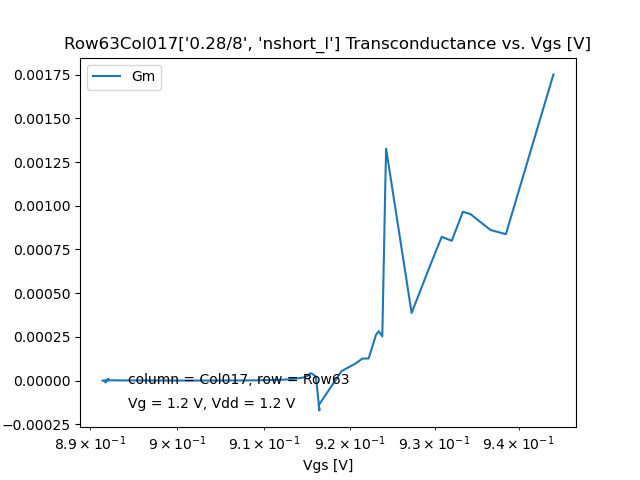 Row63Col017['0.28/8', 'nshort_l'] Transconductance vs. Vgs [V]
Gm
0.00175
0.00150
0.00125
0.00100
0.00075
0.00050
0.00025
0.00000
−0.00025
column = Col017, row = Row63
Vg = 1.2 V, Vdd = 1.2 V
8.9 × 10⁻¹ 9 × 10⁻¹ 9.1 × 10⁻¹ 9.2 × 10⁻¹ 9.3 × 10⁻¹ 9.4 × 10⁻¹
Vgs [V]